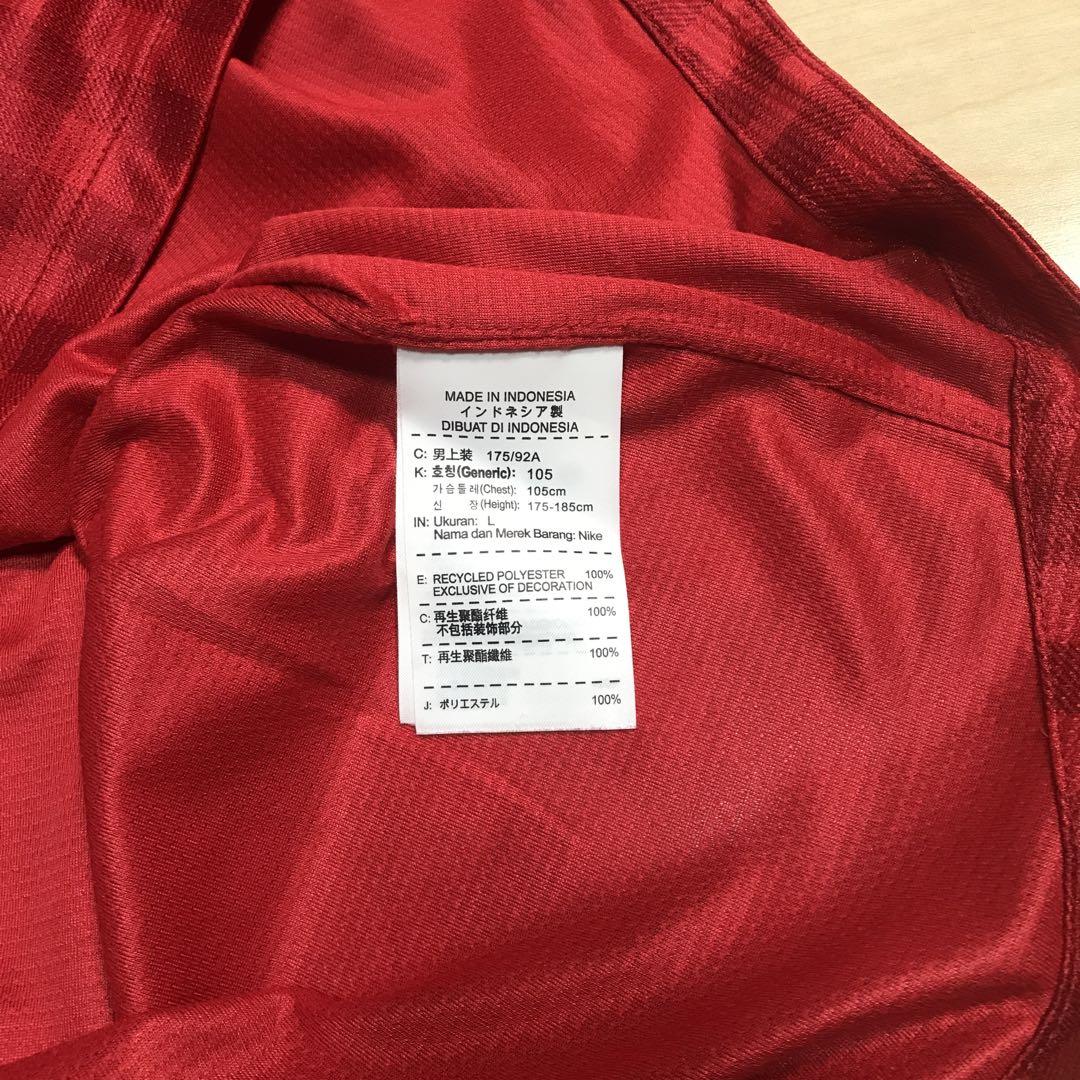 MADE IN INDONESIA
インドネシア製
DIBUAT DI INDONESIA
C: 男上装 175/92A
K: 호칭(Generic): 105
가슴둘레(Chest): 105cm
신 장(Height): 175-185cm
IN: Ukuran: L
Nama dan Merek Barang: Nike
E: RECYCLED POLYESTER 100%
EXCLUSIVE OF DECORATION
C: 再生聚酯纤维 100%
不包括装饰部分
T: 再生聚酯纖維 100%
J: ポリエステル 100%